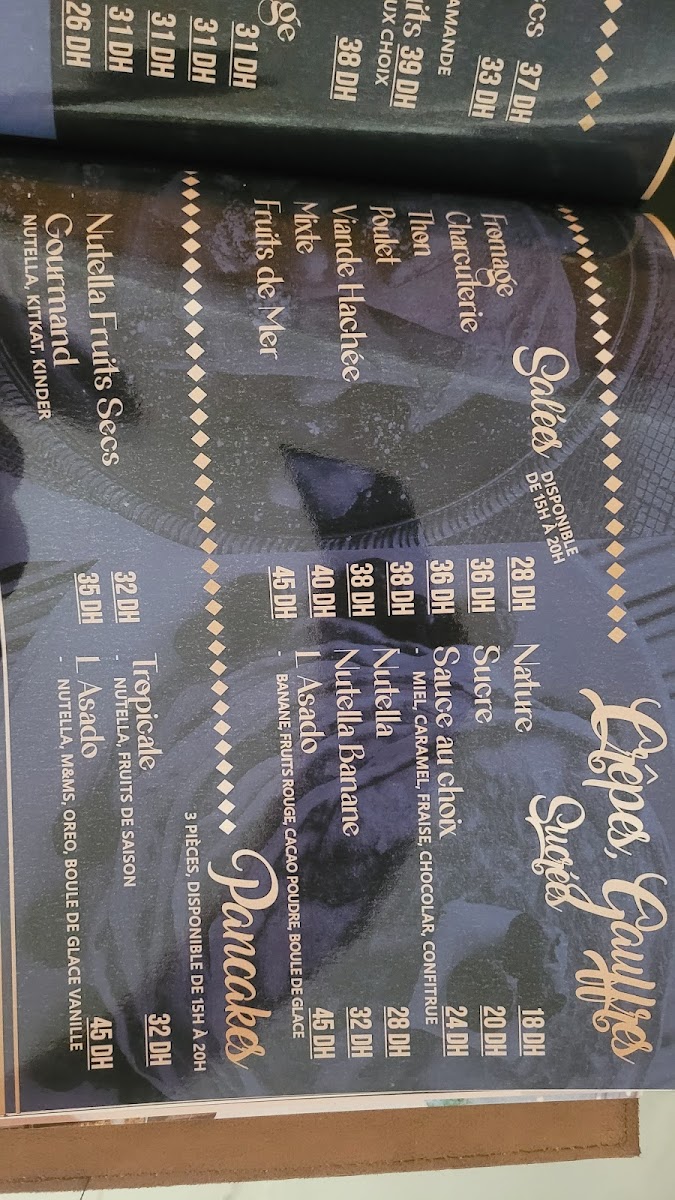 37 DH
33 DH
AMANDE
39 DH
UX CHOIX
38 DH
31 DH
31 DH
31 DH
31 DH
26 DH
Crêpes, Gauffres
Salées DISPONIBLE
DE 15H À 20H
Fromage 28 DH
Charcuterie 36 DH
Thon 36 DH
Poulet 38 DH
Viande Hachée 38 DH
Mixte 40 DH
Fruits de Mer 45 DH
Sucrés
Nature 18 DH
Sucre 20 DH
Sauce au choix 24 DH
- MIEL, CARAMEL, FRAISE, CHOCOLAR, CONFITRUE
Nutella 28 DH
Nutella Banane 32 DH
L Asado 45 DH
- BANANE, FRUITS ROUGE, CACAO POUDRE, BOULE DE GLACE
Pancakes
3 PIÈCES, DISPONIBLE DE 15H À 20H
Nutella Fruits Secs 32 DH
Gourmand 35 DH
- NUTELLA, KITKAT, KINDER
Tropicale 32 DH
- NUTELLA, FRUITS DE SAISON
L Asado 45 DH
- NUTELLA, M&MS, OREO, BOULE DE GLACE VANILLE